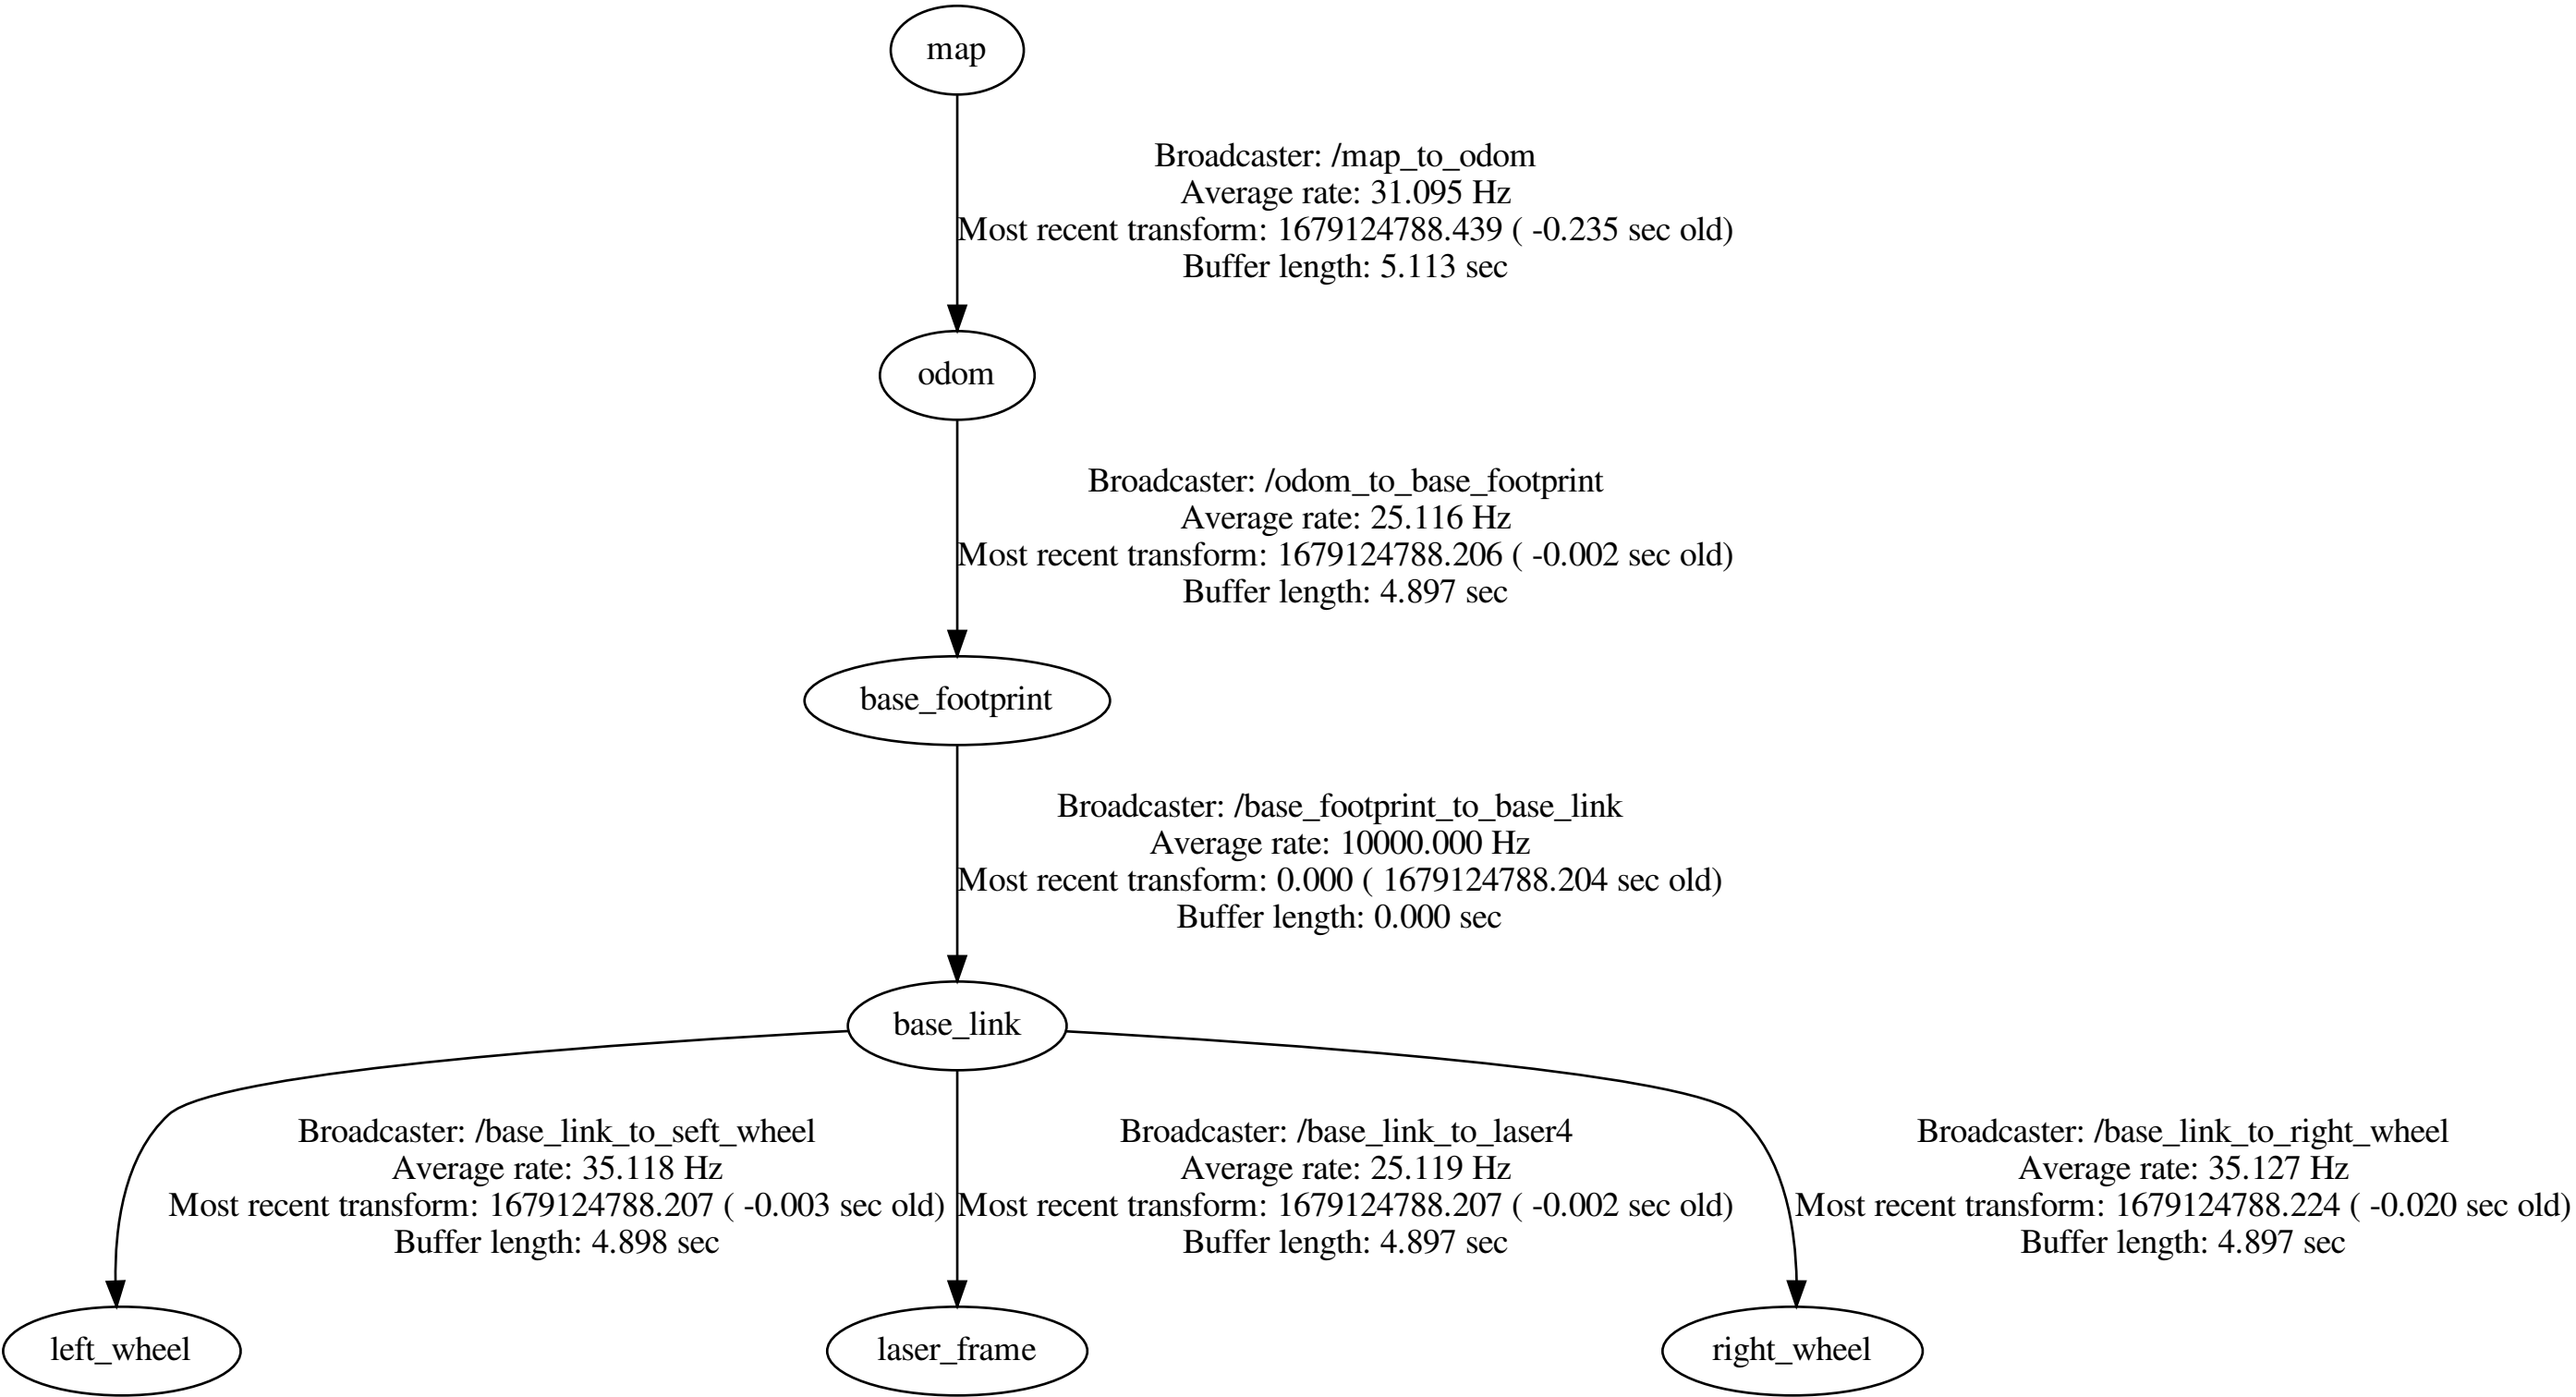 map
Broadcaster: /map_to_odom
Average rate: 31.095 Hz
Most recent transform: 1679124788.439 ( -0.235 sec old)
Buffer length: 5.113 sec
odom
Broadcaster: /odom_to_base_footprint
Average rate: 25.116 Hz
Most recent transform: 1679124788.206 ( -0.002 sec old)
Buffer length: 4.897 sec
base_footprint
Broadcaster: /base_footprint_to_base_link
Average rate: 10000.000 Hz
Most recent transform: 0.000 ( 1679124788.204 sec old)
Buffer length: 0.000 sec
base_link
Broadcaster: /base_link_to_seft_wheel
Average rate: 35.118 Hz
Most recent transform: 1679124788.207 ( -0.003 sec old)
Buffer length: 4.898 sec
Broadcaster: /base_link_to_laser4
Average rate: 25.119 Hz
Most recent transform: 1679124788.207 ( -0.002 sec old)
Buffer length: 4.897 sec
Broadcaster: /base_link_to_right_wheel
Average rate: 35.127 Hz
Most recent transform: 1679124788.224 ( -0.020 sec old)
Buffer length: 4.897 sec
left_wheel
laser_frame
right_wheel